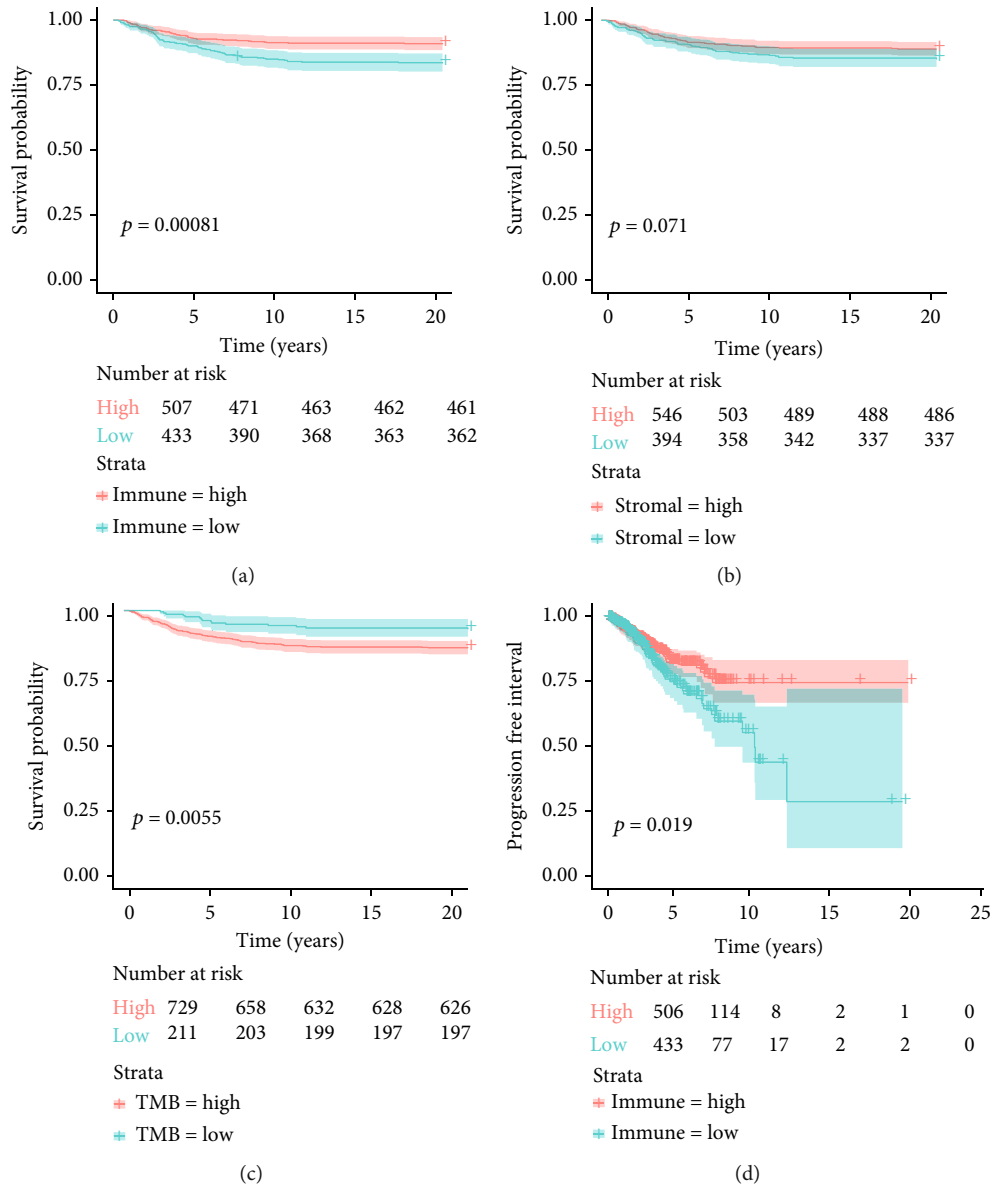 1.00
0.75
0.50
0.25
0.00
Survival probability
p = 0.00081
0 5 10 15 20
Time (years)
Number at risk
High 507 471 463 462 461
Low 433 390 368 363 362
Strata
Immune = high
Immune = low
(a)
1.00
0.75
0.50
0.25
0.00
Survival probability
p = 0.071
0 5 10 15 20
Time (years)
Number at risk
High 546 503 489 488 486
Low 394 358 342 337 337
Strata
Stromal = high
Stromal = low
(b)
1.00
0.75
0.50
0.25
0.00
Survival probability
p = 0.0055
0 5 10 15 20
Time (years)
Number at risk
High 729 658 632 628 626
Low 211 203 199 197 197
Strata
TMB = high
TMB = low
(c)
1.00
0.75
0.50
0.25
0.00
Progression free interval
p = 0.019
0 5 10 15 20 25
Time (years)
Number at risk
High 506 114 8 2 1 0
Low 433 77 17 2 2 0
Strata
Immune = high
Immune = low
(d)